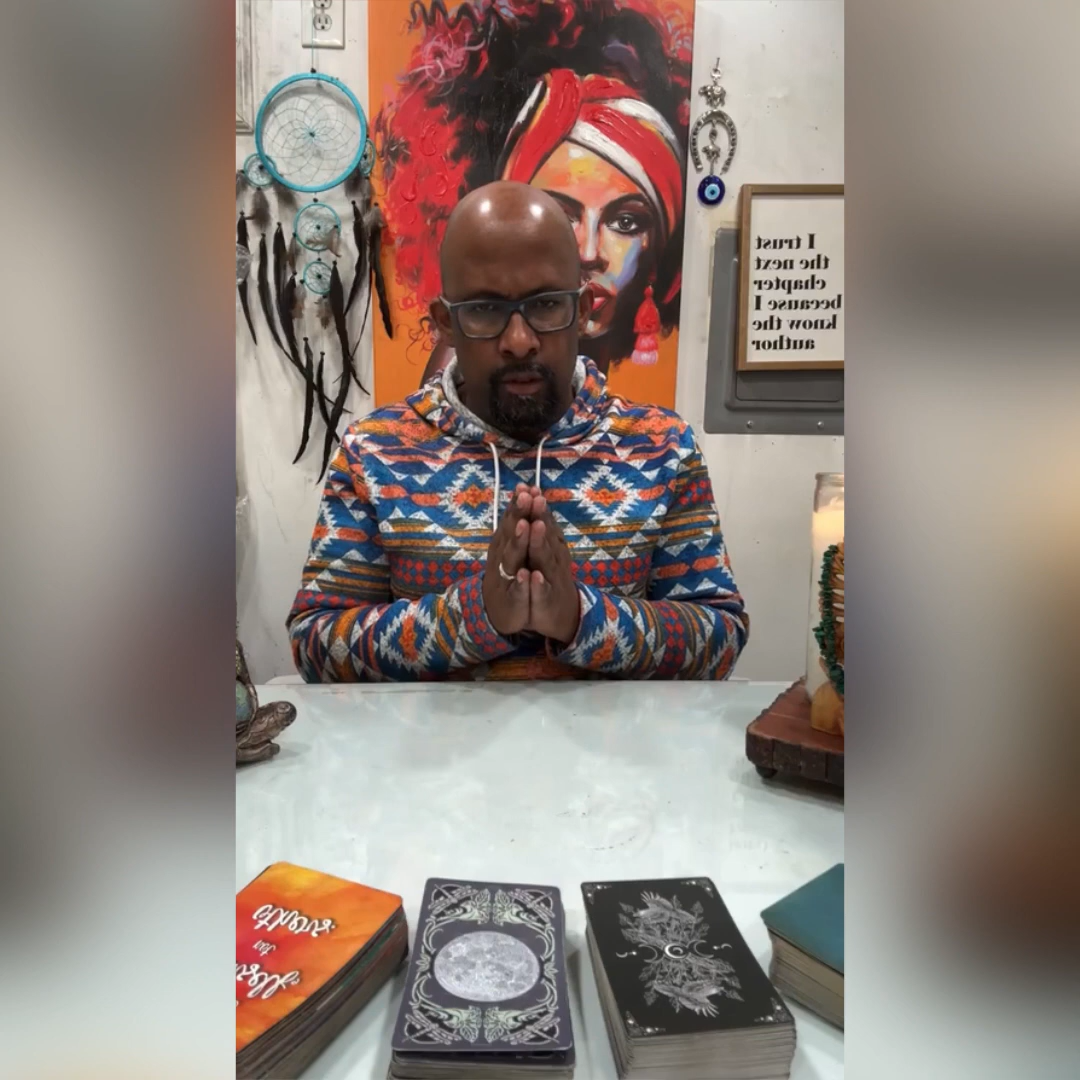 I trust
the next
chapter
because I
know the
author